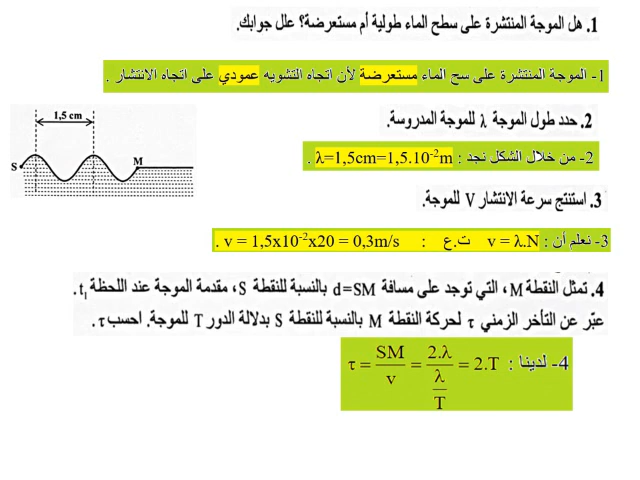 1. هل الموجة المنتشرة على سطح الماء طولية أم مستعرضة؟ علل جوابك.
1- الموجة المنتشرة على سح الماء مستعرضة لأن اتجاه التشويه عمودي على اتجاه الانتشار .
2. حدد طول الموجة λ للموجة المدروسة.
1,5 cm
S
M
2- من خلال الشكل نجد : λ=1,5cm=1,5.10⁻²m .
3. استنتج سرعة الانتشار V للموجة.
3- نعلم أن : v = λ.N ت.ع : v = 1,5x10⁻²x20 = 0,3m/s .
4. تمثل النقطة M، التي توجد على مسافة d=SM بالنسبة للنقطة S، مقدمة الموجة عند اللحظة t₁.
عبّر عن التأخر الزمني τ لحركة النقطة M بالنسبة للنقطة S بدلالة الدور T للموجة. احسب τ.
4- لدينا : τ = SM/v = 2.λ/(λ/T) = 2.T